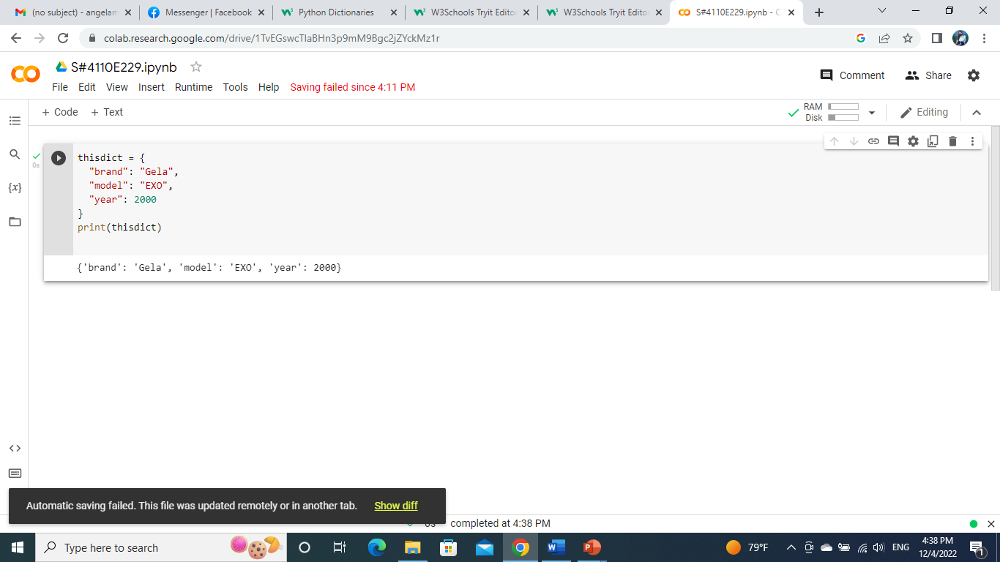 (no subject) - angelam
Messenger | Facebook
Python Dictionaries
W3Schools Tryit Editor
W3Schools Tryit Editor
S#4110E229.ipynb - C
colab.research.google.com/drive/1TvEGswcTlaBHn3p9mM9Bgc2jZYckMz1r
S#4110E229.ipynb
Comment
Share
File Edit View Insert Runtime Tools Help Saving failed since 4:11 PM
+ Code + Text
RAM
Disk
Editing
thisdict = {
"brand": "Gela",
"model": "EXO",
"year": 2000
}
print(thisdict)
0s
{'brand': 'Gela', 'model': 'EXO', 'year': 2000}
{x}
Automatic saving failed. This file was updated remotely or in another tab. Show diff
0s completed at 4:38 PM
Type here to search
79°F
ENG
4:38 PM
12/4/2022
1